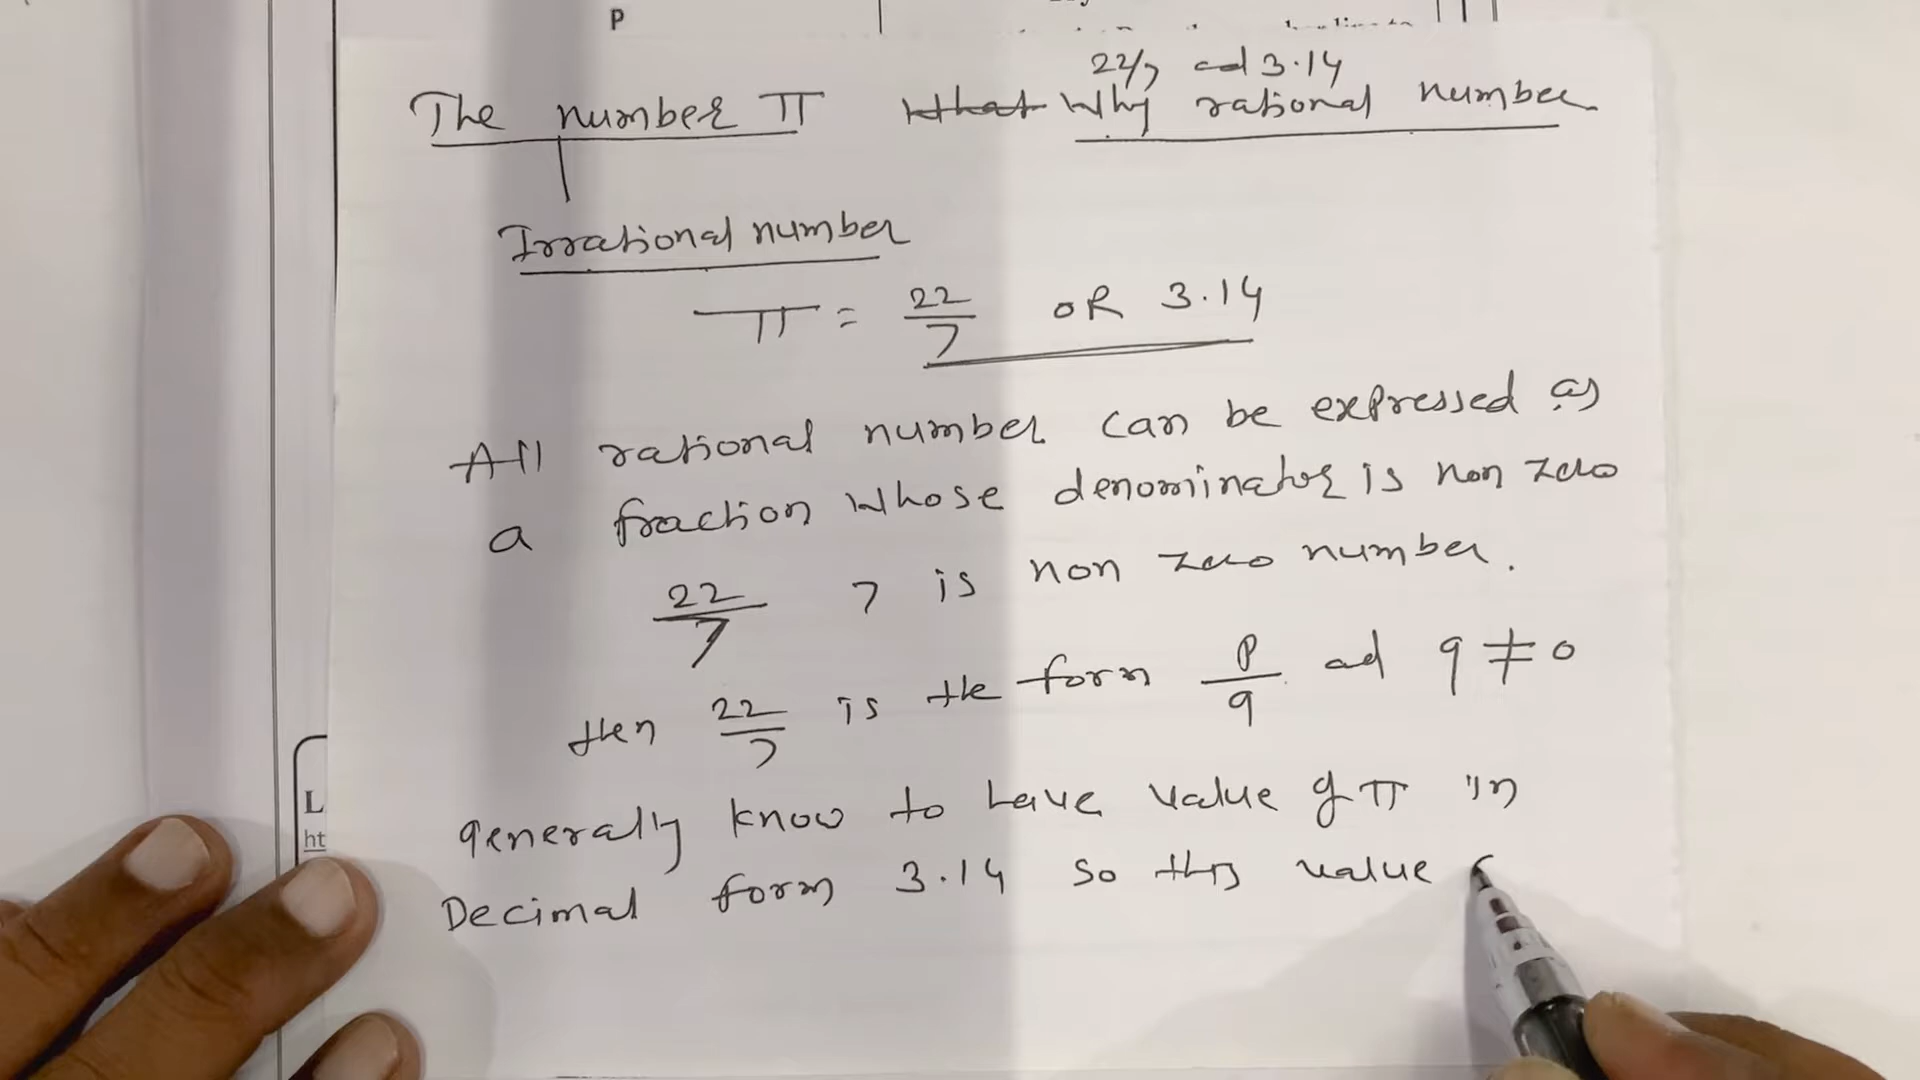 P
22/7 and 3.14
The number π What Why rational number
Irrational number
π = 22/7 OR 3.14
All rational number can be expressed as
a fraction whose denominator is non zero
22/7 7 is non zero number.
then 22/7 is the form P/q ad q ≠ 0
generally know to have value of π in
Decimal form 3.14 so this value
L
ht